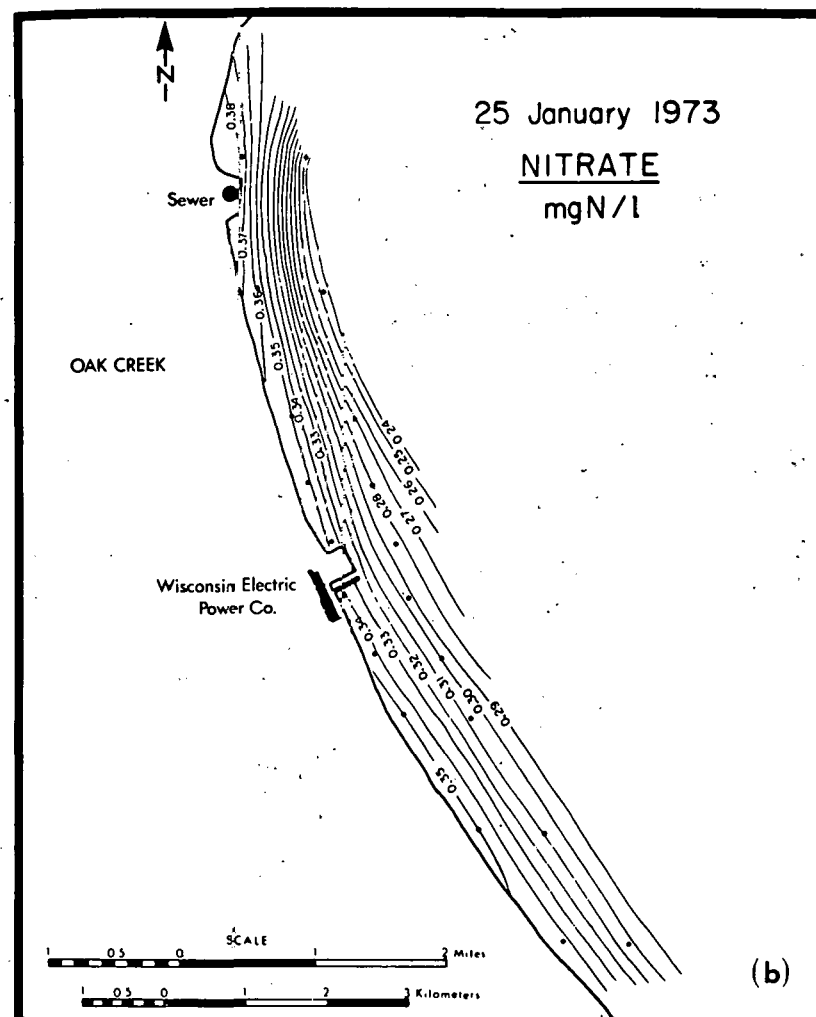 N
25 January 1973
NITRATE
mgN/l
0.38
Sewer
0.37
0.36
OAK CREEK
0.35
0.34
0.33
0.24
0.25
0.26
0.27
0.28
Wisconsin Electric
Power Co.
0.34
0.33
0.32
0.31
0.30
0.29
0.35
SCALE
1 0.5 0 1 2 Miles
1 0.5 0 1 2 3 Kilometers
(b)